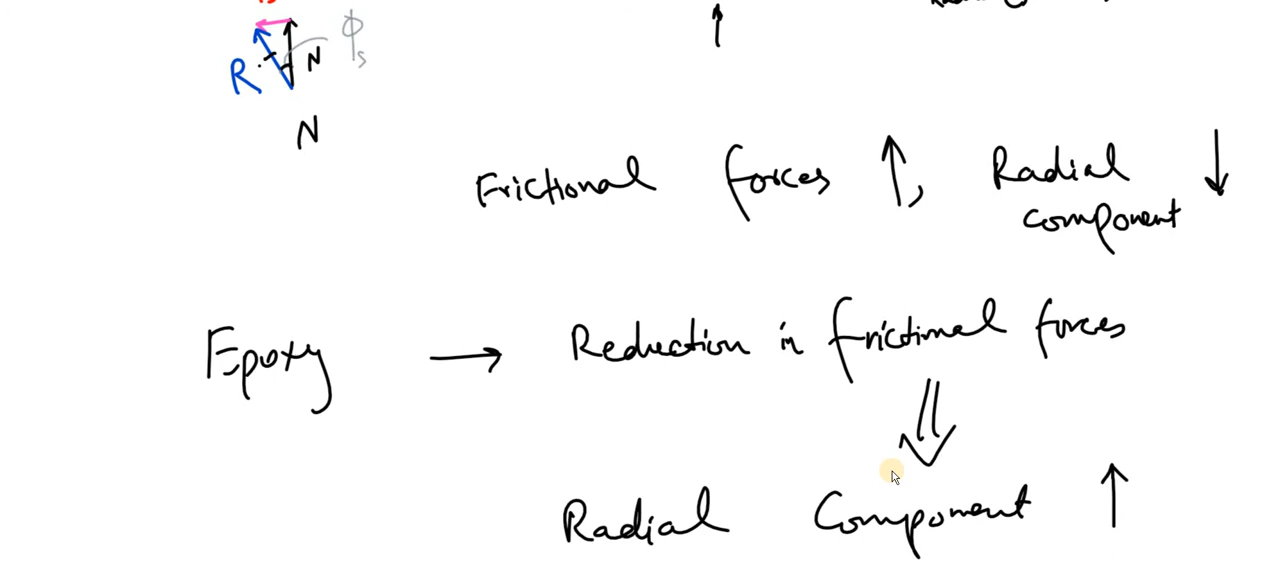 ϕs
R N
N
Frictional forces ↑, Radial ↓
component
Epoxy → Reduction in frictional forces
⇓
Radial Component ↑